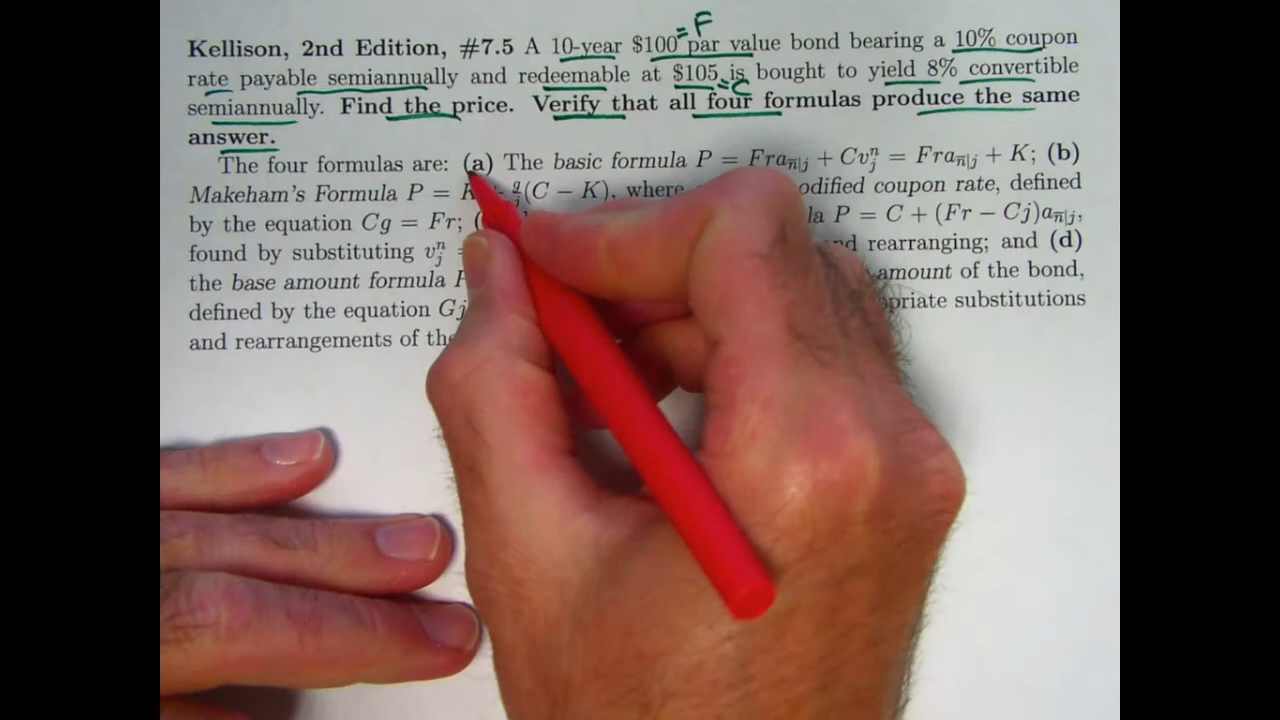 = F
Kellison, 2nd Edition, #7.5 A 10-year $100 par value bond bearing a 10% coupon
rate payable semiannually and redeemable at $105 is bought to yield 8% convertible
= C
semiannually. Find the price. Verify that all four formulas produce the same
answer.
The four formulas are: (a) The basic formula P = Fra_{n|j} + Cv_j^n = Fra_{n|j} + K; (b)
Makeham's Formula P = K (C − K), where odified coupon rate, defined
by the equation Cg = Fr; ( la P = C + (Fr − Cj)a_{n|j},
found by substituting v_j^n = nd rearranging; and (d)
the base amount formula amount of the bond,
defined by the equation Gj opriate substitutions
and rearrangements of the